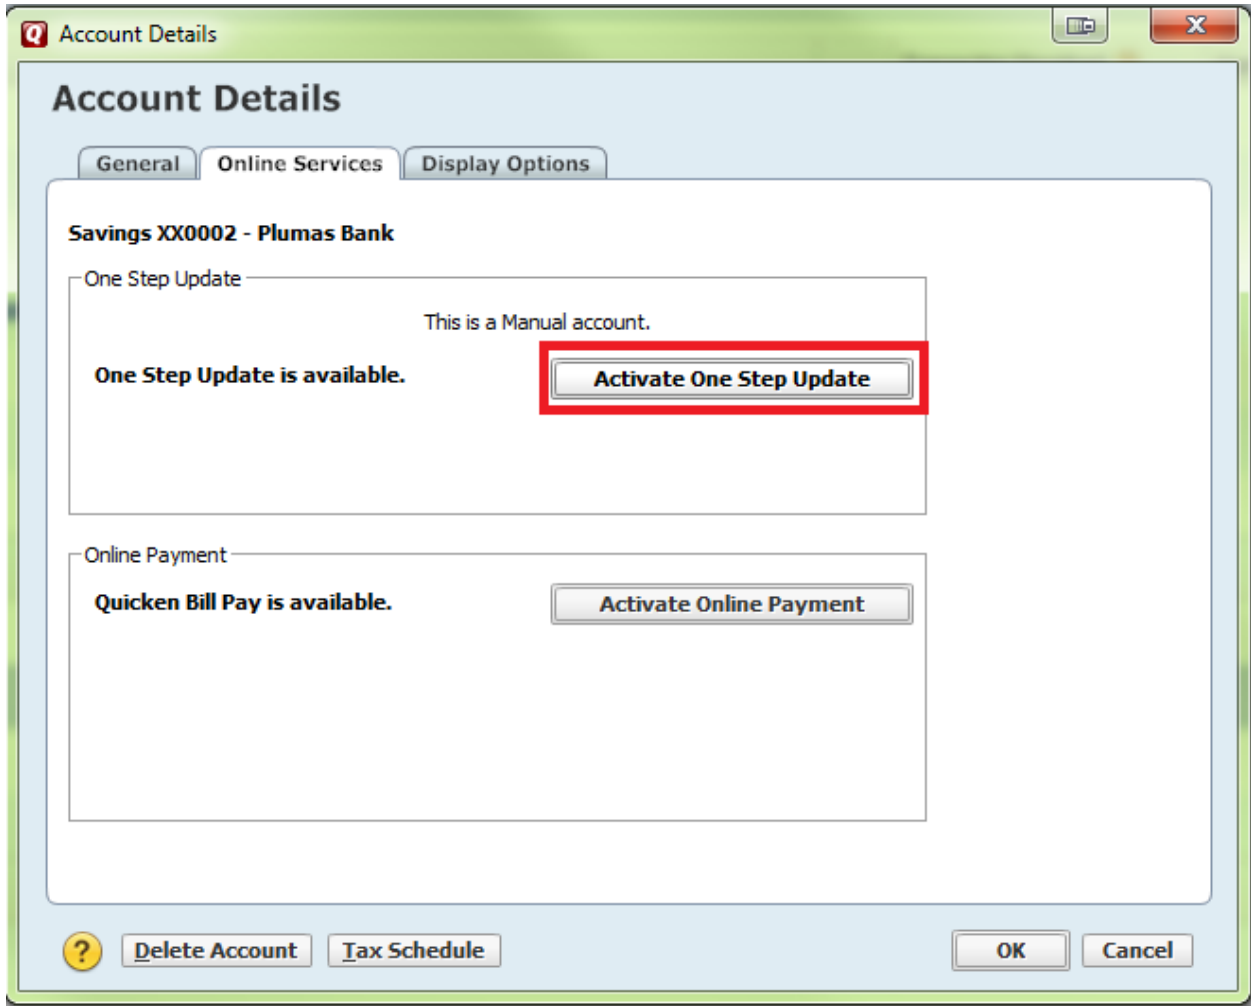 Account Details
Account Details
General Online Services Display Options
Savings XX0002 - Plumas Bank
One Step Update
This is a Manual account.
One Step Update is available. Activate One Step Update
Online Payment
Quicken Bill Pay is available. Activate Online Payment
? Delete Account Tax Schedule OK Cancel